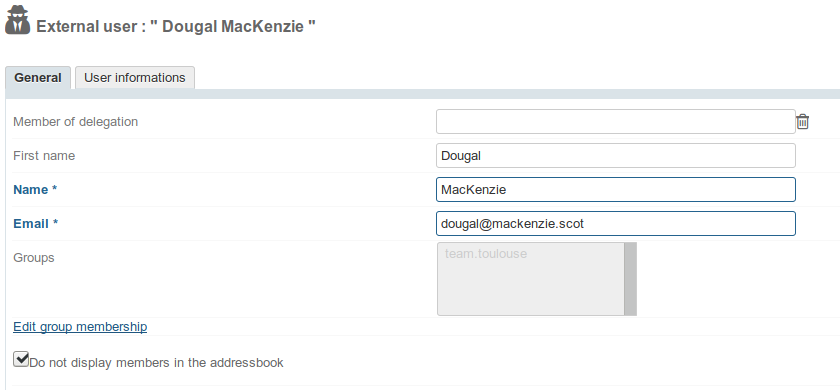 External user : " Dougal MacKenzie "
General User informations
Member of delegation
First name Dougal
Name * MacKenzie
Email * dougal@mackenzie.scot
Groups team.toulouse
Edit group membership
Do not display members in the addressbook